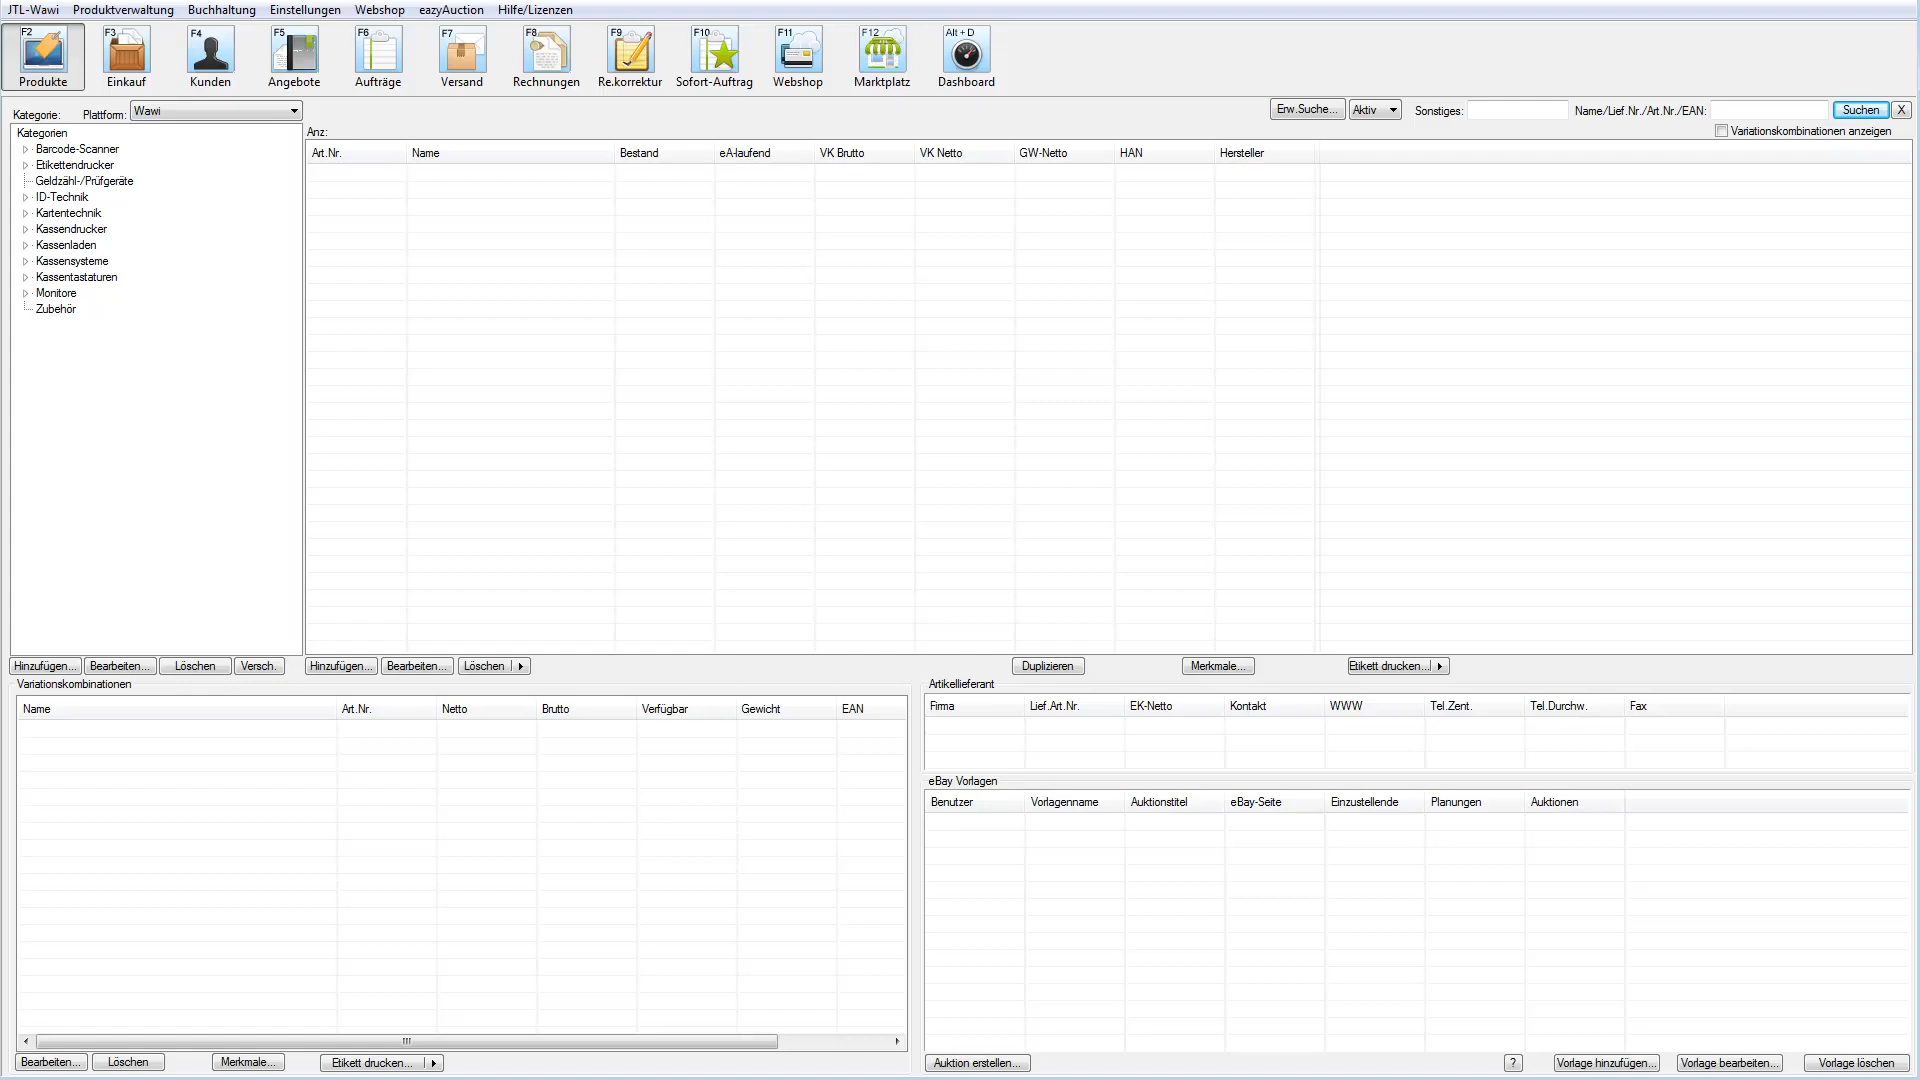 JTL-Wawi Produktverwaltung Buchhaltung Einstellungen Webshop eazyAuction Hilfe/Lizenzen
F2 F3 F4 F5 F6 F7 F8 F9 F10 F11 F12 Alt + D
Produkte Einkauf Kunden Angebote Aufträge Versand Rechnungen Re.korrektur Sofort-Auftrag Webshop Marktplatz Dashboard
Kategorie: Plattform: Wawi Erw.Suche... Aktiv Sonstiges: Name/Lief.Nr./Art.Nr./EAN: Suchen X
Variationskombinationen anzeigen
Kategorien
Barcode-Scanner
Etikettendrucker
Geldzähl-/Prüfgeräte
ID-Technik
Kartentechnik
Kassendrucker
Kassenladen
Kassensysteme
Kassentastaturen
Monitore
Zubehör
Anz:
Art.Nr. Name Bestand eA-laufend VK Brutto VK Netto GW-Netto HAN Hersteller
Hinzufügen... Bearbeiten... Löschen Versch. Hinzufügen... Bearbeiten... Löschen Duplizieren Merkmale... Etikett drucken...
Variationskombinationen
Name Art.Nr. Netto Brutto Verfügbar Gewicht EAN
Bearbeiten... Löschen Merkmale... Etikett drucken...
Artikellieferant
Firma Lief.Art.Nr. EK-Netto Kontakt WWW Tel.Zent. Tel.Durchw. Fax
eBay Vorlagen
Benutzer Vorlagenname Auktionstitel eBay-Seite Einzustellende Planungen Auktionen
Auktion erstellen... ? Vorlage hinzufügen... Vorlage bearbeiten... Vorlage löschen